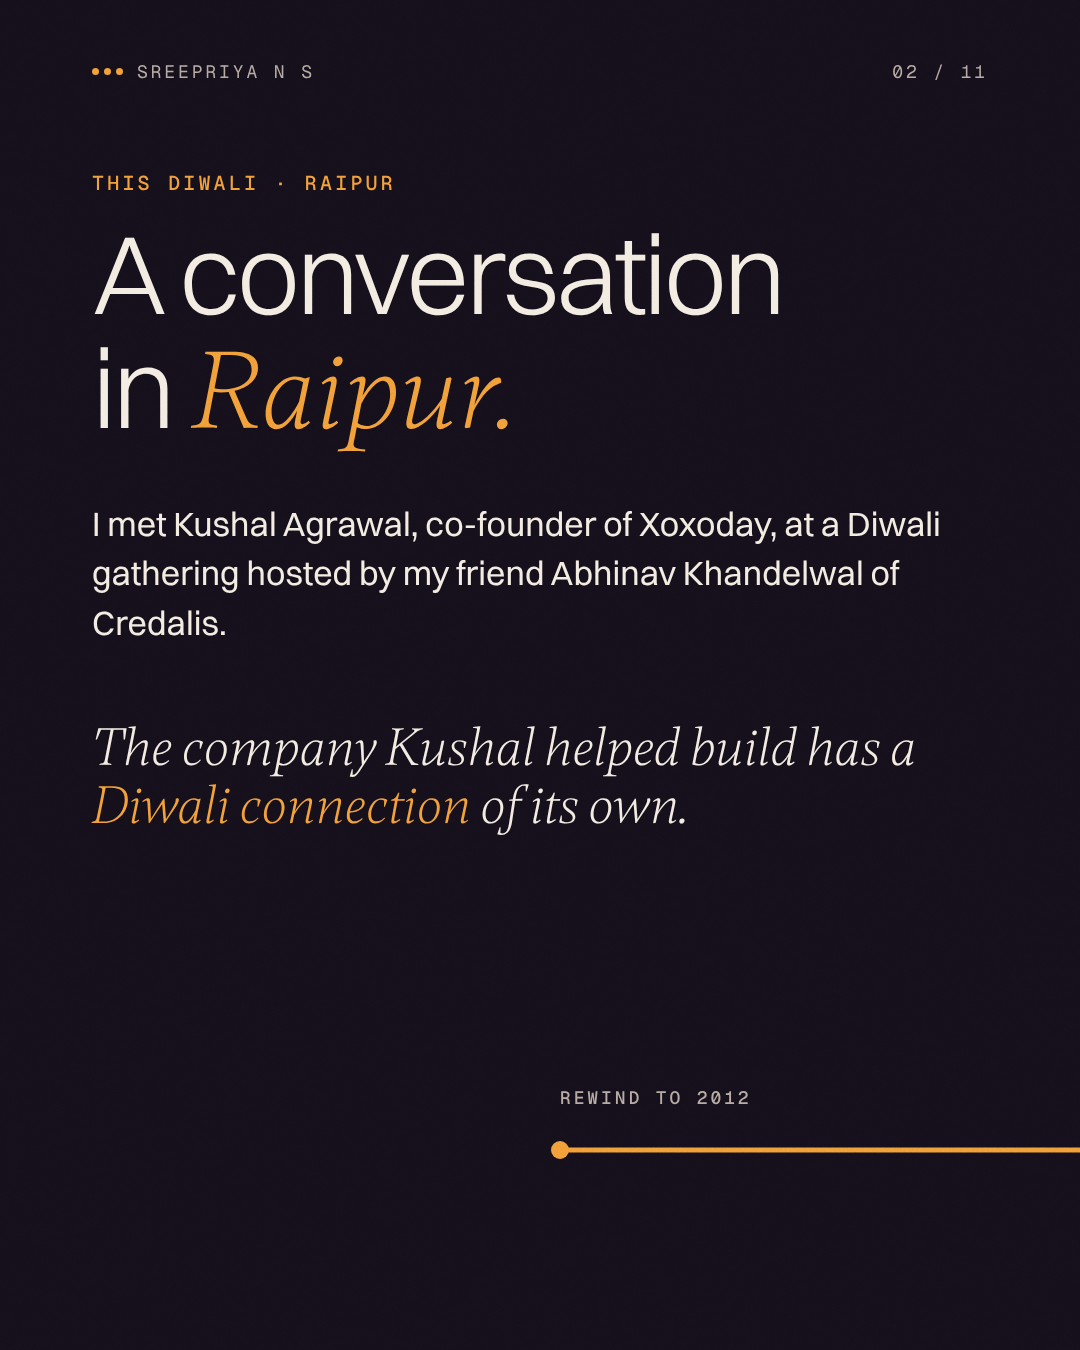 SREEPRIYA N S
02 / 11
THIS DIWALI · RAIPUR
A conversation
in Raipur.
I met Kushal Agrawal, co-founder of Xoxoday, at a Diwali
gathering hosted by my friend Abhinav Khandelwal of
Credalis.
The company Kushal helped build has a
Diwali connection of its own.
REWIND TO 2012